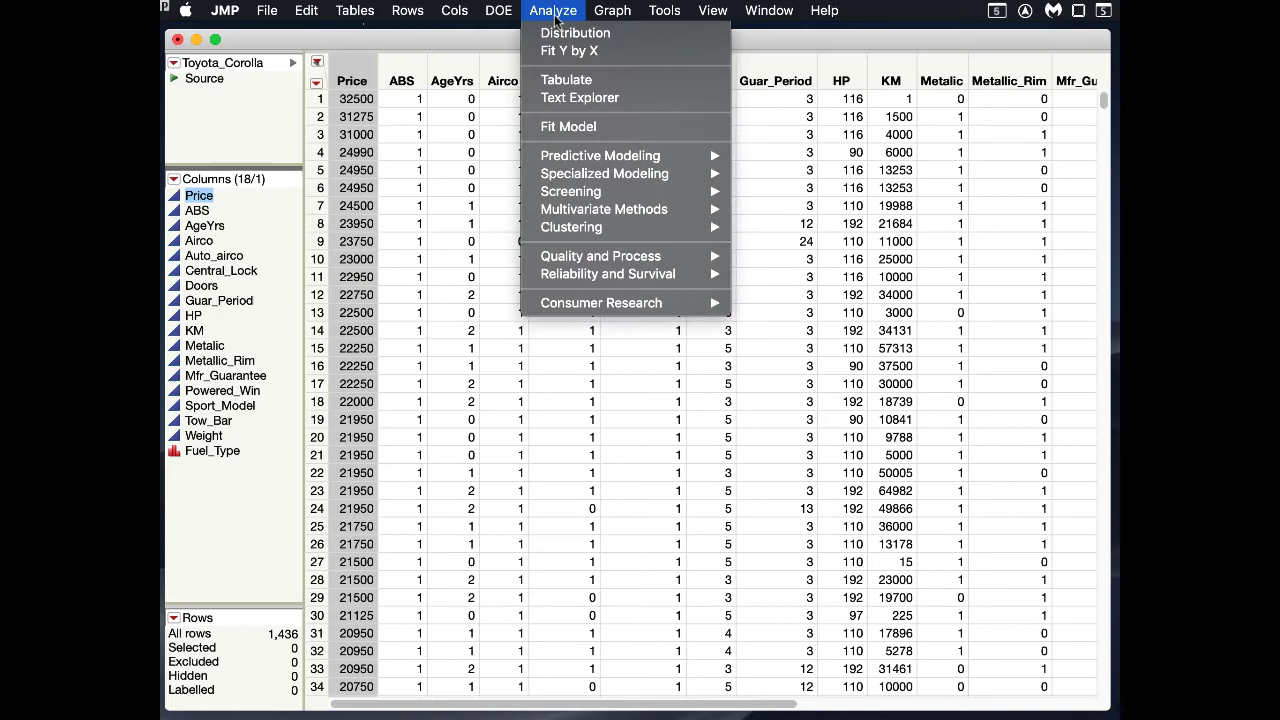 JMP File Edit Tables Rows Cols DOE Analyze Graph Tools View Window Help
Toyota_Corolla
Source
Columns (18/1)
Price
ABS
AgeYrs
Airco
Auto_airco
Central_Lock
Doors
Guar_Period
HP
KM
Metalic
Metallic_Rim
Mfr_Guarantee
Powered_Win
Sport_Model
Tow_Bar
Weight
Fuel_Type
Rows
All rows 1,436
Selected 0
Excluded 0
Hidden 0
Labelled 0
Distribution
Fit Y by X
Tabulate
Text Explorer
Fit Model
Predictive Modeling
Specialized Modeling
Screening
Multivariate Methods
Clustering
Quality and Process
Reliability and Survival
Consumer Research
Price ABS AgeYrs Airco Guar_Period HP KM Metalic Metallic_Rim Mfr_Gu
1 32500 1 0 1 3 116 1 0 0
2 31275 1 0 1 3 116 1500 1 0
3 31000 1 0 1 3 116 4000 1 0
4 24990 1 0 1 3 90 6000 1 0
5 24950 1 0 1 3 116 13253 1 0
6 24950 1 0 1 3 116 13253 1 0
7 24500 1 0 1 3 116 19988 1 0
8 23950 1 1 1 12 192 21684 1 0
9 23750 1 0 24 110 11000 1 0
10 23000 1 1 1 3 116 25000 1 0
11 22950 1 0 1 3 116 10000 1 0
12 22750 1 2 1 3 192 34000 1 1
13 22500 1 0 1 3 110 3000 0 1
14 22500 1 2 1 1 1 3 3 192 34131 1 1
15 22250 1 1 1 1 1 5 3 110 57313 1 1
16 22250 1 1 1 1 1 3 3 90 37500 1 0
17 22250 1 2 1 1 1 5 3 110 30000 1 1
18 22000 1 2 1 1 1 3 3 192 18739 0 1
19 21950 1 0 1 1 1 5 3 90 10841 1 0
20 21950 1 0 1 1 1 5 3 110 9788 1 0
21 21950 1 0 1 1 1 5 3 110 5000 1 0
22 21950 1 1 1 1 1 3 3 110 50005 1 0
23 21950 1 2 1 1 1 5 3 192 64982 1 1
24 21950 1 2 1 0 1 5 13 192 49866 1 1
25 21750 1 1 1 1 1 5 3 110 36000 1 1
26 21750 1 1 1 1 1 5 3 110 13178 1 1
27 21500 1 0 1 1 1 5 3 110 15 1 0
28 21500 1 2 1 1 1 3 3 192 23000 1 1
29 21500 1 2 1 0 1 3 3 192 19700 0 1
30 21125 1 0 1 0 1 5 3 97 225 1 0
31 20950 1 1 1 1 1 4 3 110 17896 1 0
32 20950 1 1 1 1 1 4 3 110 5278 1 0
33 20950 1 2 1 1 1 3 12 192 31461 0 1
34 20750 1 1 1 0 1 5 12 110 10000 1 0